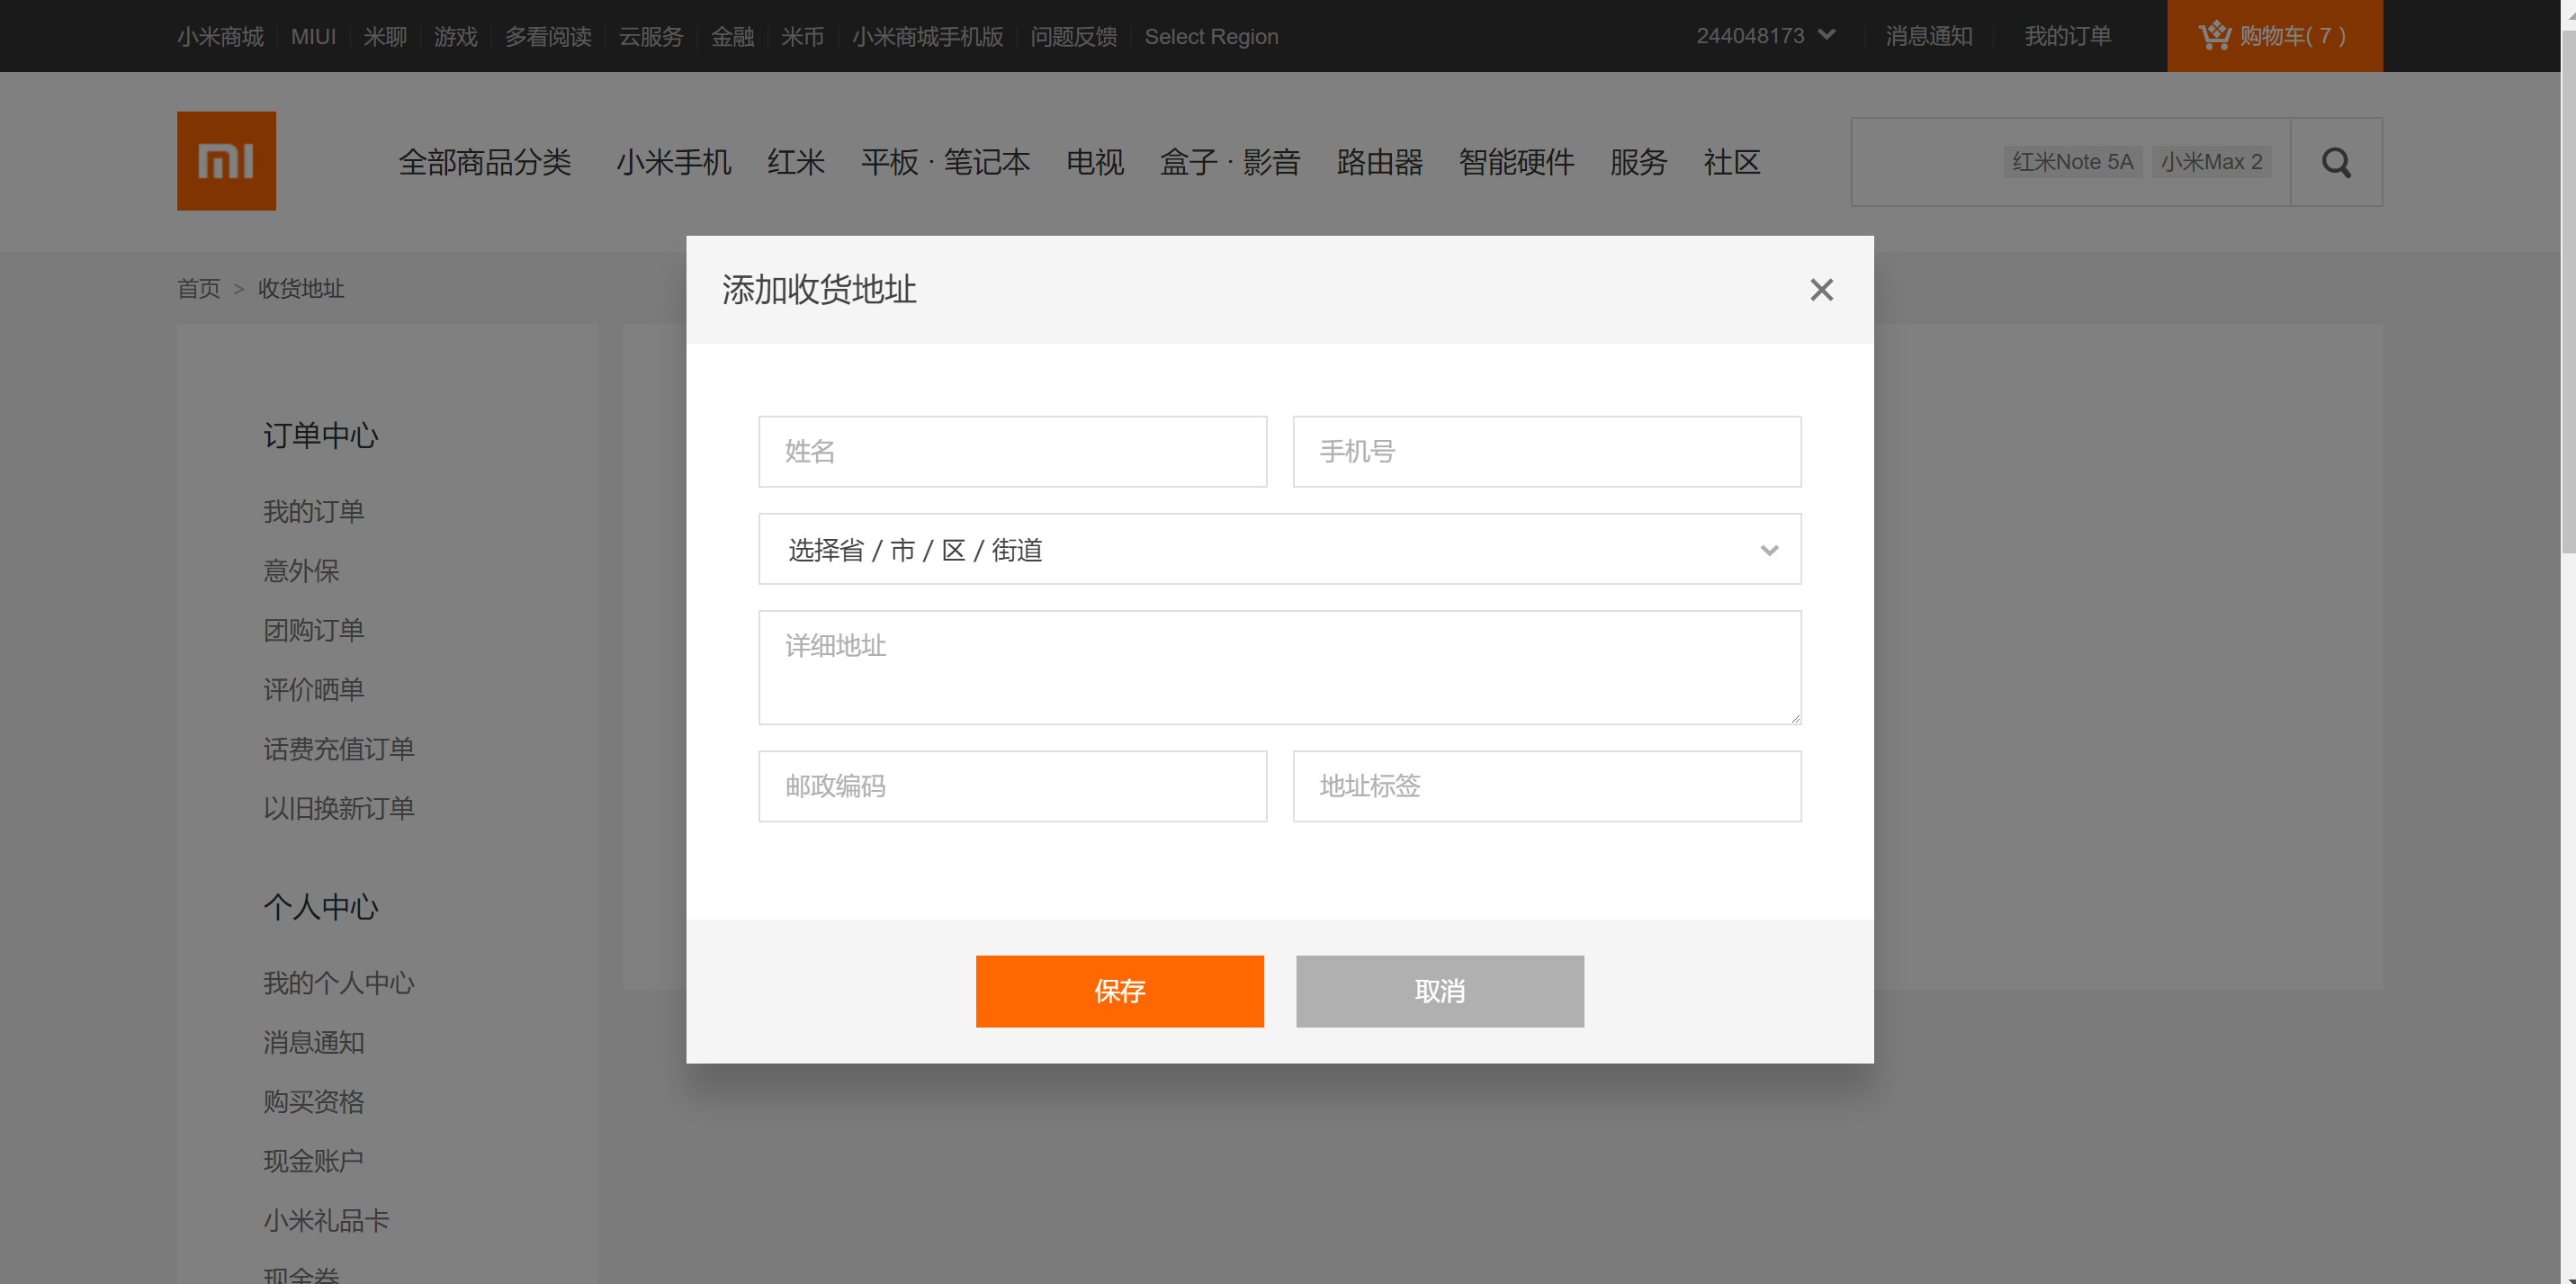 小米商城 MIUI 米聊 游戏 多看阅读 云服务 金融 米币 小米商城手机版 问题反馈 Select Region 244048173 消息通知 我的订单 购物车( 7 )
mi 全部商品分类 小米手机 红米 平板 · 笔记本 电视 盒子 · 影音 路由器 智能硬件 服务 社区 红米Note 5A 小米Max 2
首页 > 收货地址
添加收货地址
姓名 手机号
选择省 / 市 / 区 / 街道
详细地址
邮政编码 地址标签
保存 取消
订单中心
我的订单
意外保
团购订单
评价晒单
话费充值订单
以旧换新订单
个人中心
我的个人中心
消息通知
购买资格
现金账户
小米礼品卡
现金券